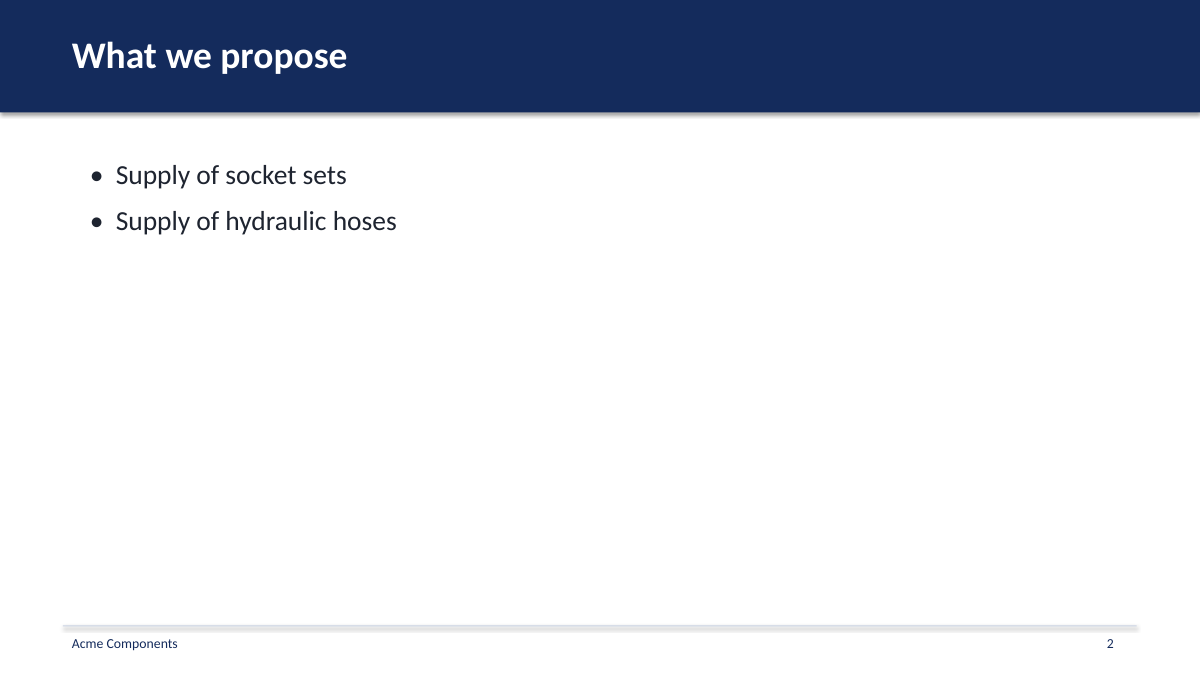 What we propose
• Supply of socket sets
• Supply of hydraulic hoses
Acme Components
2